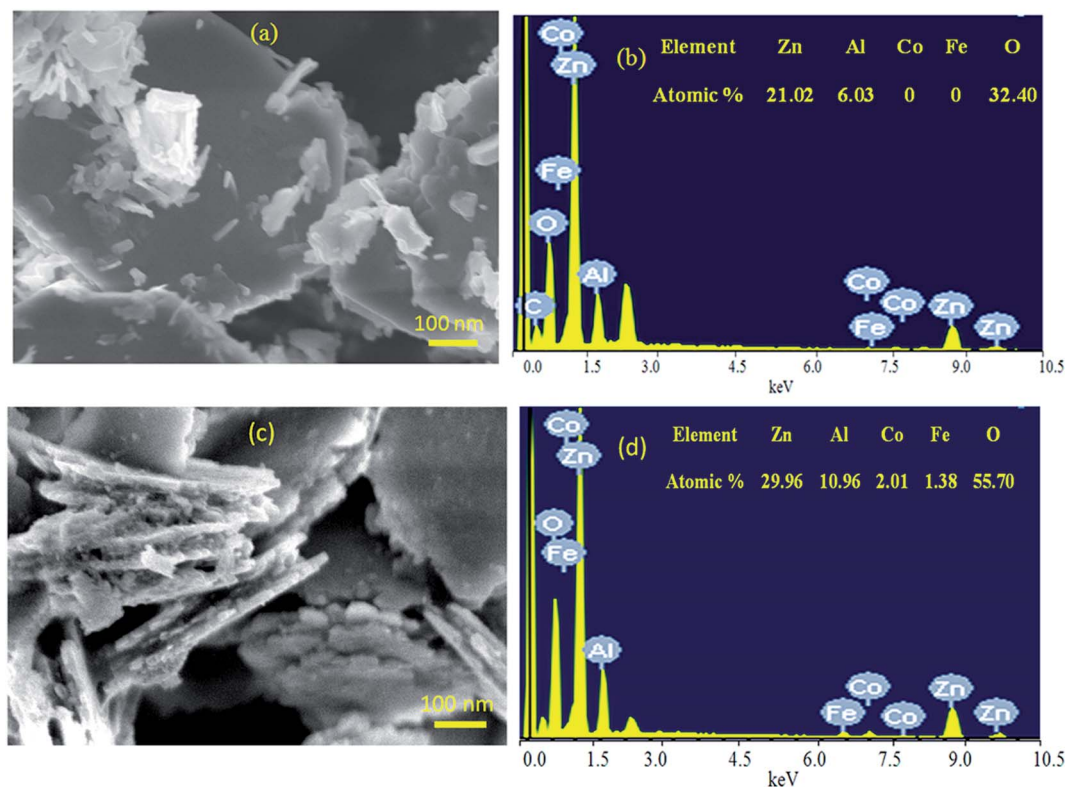 (a)
100 nm
(b)
Element Zn Al Co Fe O
Atomic % 21.02 6.03 0 0 32.40
Co
Zn
Fe
O
Al
C
Co
Co
Fe
Zn
Zn
0.0 1.5 3.0 4.5 6.0 7.5 9.0 10.5
keV
(c)
100 nm
(d)
Element Zn Al Co Fe O
Atomic % 29.96 10.96 2.01 1.38 55.70
Co
Zn
O
Fe
Al
Co
Fe
Co
Zn
Zn
0.0 1.5 3.0 4.5 6.0 7.5 9.0 10.5
keV